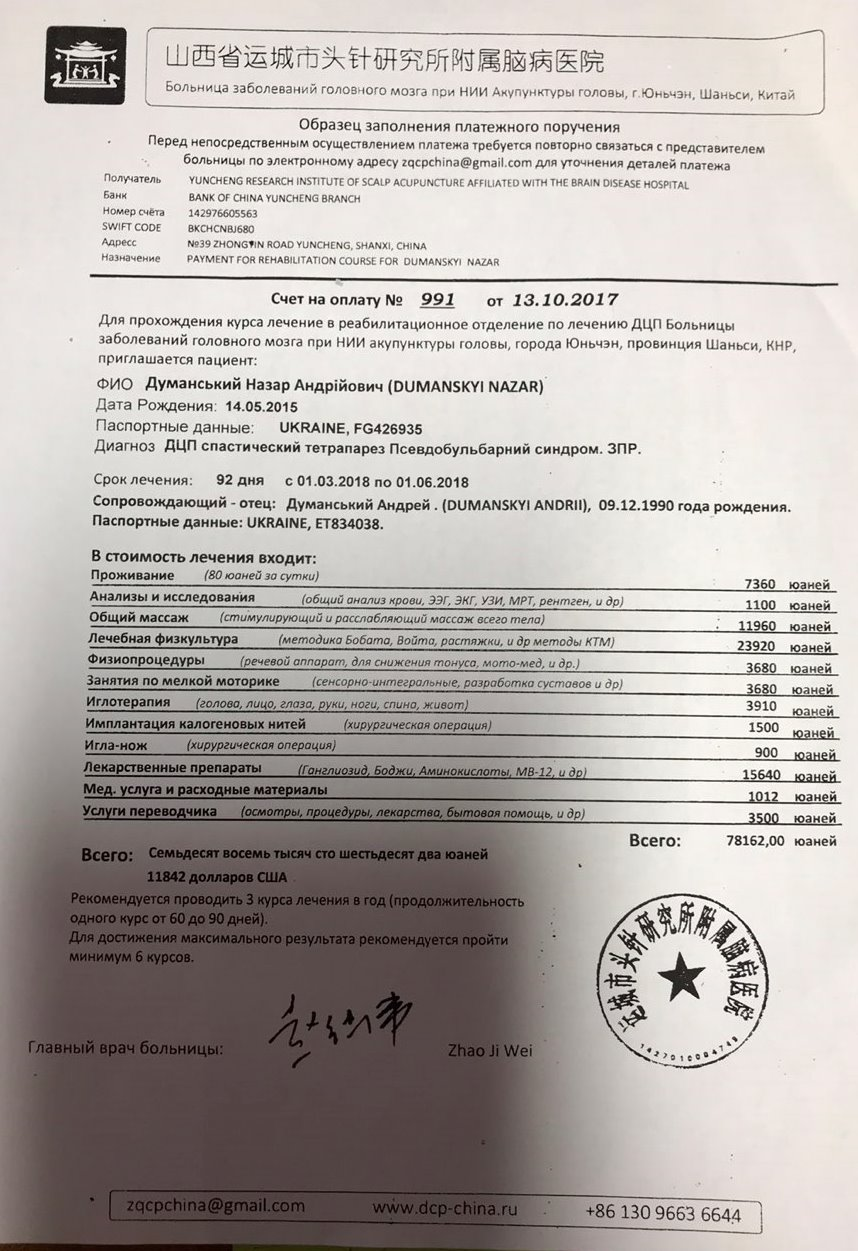 山西省运城市头针研究所附属脑病医院
Больница заболеваний головного мозга при НИИ Акупунктуры головы, г.Юньчэн, Шаньси, Китай
Образец заполнения платежного поручения
Перед непосредственным осуществлением платежа требуется повторно связаться с представителем
больницы по электронному адресу zqcpchina@gmail.com для уточнения деталей платежа
Получатель YUNCHENG RESEARCH INSTITUTE OF SCALP ACUPUNCTURE AFFILIATED WITH THE BRAIN DISEASE HOSPITAL
Банк BANK OF CHINA YUNCHENG BRANCH
Номер счёта 142976605563
SWIFT CODE BKCHCNBJ680
Адресс №39 ROAD YUNCHENG, SHANXI, CHINA
Назначение PAYMENT FOR REHABILITATION COURSE FOR DUMANSKYI NAZAR
Счет на оплату № 991 от 13.10.2017
Для прохождения курса лечение в реабилитационное отделение по лечению ДЦП Больницы
заболеваний головного мозга при НИИ акупунктуры головы, города Юньчэн, провинция Шаньси, КНР,
приглашается пациент:
ФИО Думанський Назар Андрійович (DUMANSKYI NAZAR)
Дата Рождения: 14.05.2015
Паспортные данные: UKRAINE, FG426935
Диагноз ДЦП спастический тетрапарез Псевдобульбарний синдром. ЗПР.
Срок лечения: 92 дня с 01.03.2018 по 01.06.2018
Сопровождающий - отец: Думанський Андрей . (DUMANSKYI ANDRII), 09.12.1990 года рождения.
Паспортные данные: UKRAINE, ET834038.
В стоимость лечения входит:
Проживание (80 юаней за сутки) 7360 юаней
Анализы и исследования (общий анализ крови, ЭЭГ, ЭКГ, УЗИ, МРТ, рентген, и др) 1100 юаней
Общий массаж (стимулирующий и расслабляющий массаж всего тела) 11960 юаней
Лечебная физкультура (методика Бобата, Войта, растяжки, и др методы КТМ) 23920 юаней
Физиопроцедуры (речевой аппарат, для снижения тонуса, мото-мед, и др.) 3680 юаней
Занятия по мелкой моторике (сенсорно-интегральные, разработка суставов и др) 3680 юаней
Иглотерапия (голова, лицо, глаза, руки, ноги, спина, живот) 3910 юаней
Имплантация калогеновых нитей (хирургическая операция) 1500 юаней
Игла-нож (хирургическая операция) 900 юаней
Лекарственные препараты (Ганглиозид, Боджи, Аминокислоты, МВ-12, и др) 15640 юаней
Мед. услуга и расходные материалы 1012 юаней
Услуги переводчика (осмотры, процедуры, лекарства, бытовая помощь, и др) 3500 юаней
Всего: 78162,00 юаней
Всего: Семьдесят восемь тысяч сто шестьдесят два юаней
11842 долларов США
Рекомендуется проводить 3 курса лечения в год (продолжительность
одного курс от 60 до 90 дней).
Для достижения максимального результата рекомендуется пройти
минимум 6 курсов.
运城市头针研究所附属脑病医院
1427010004749
Главный врач больницы: Zhao Ji Wei
zqcpchina@gmail.com www.dcp-china.ru +86 130 9663 6644